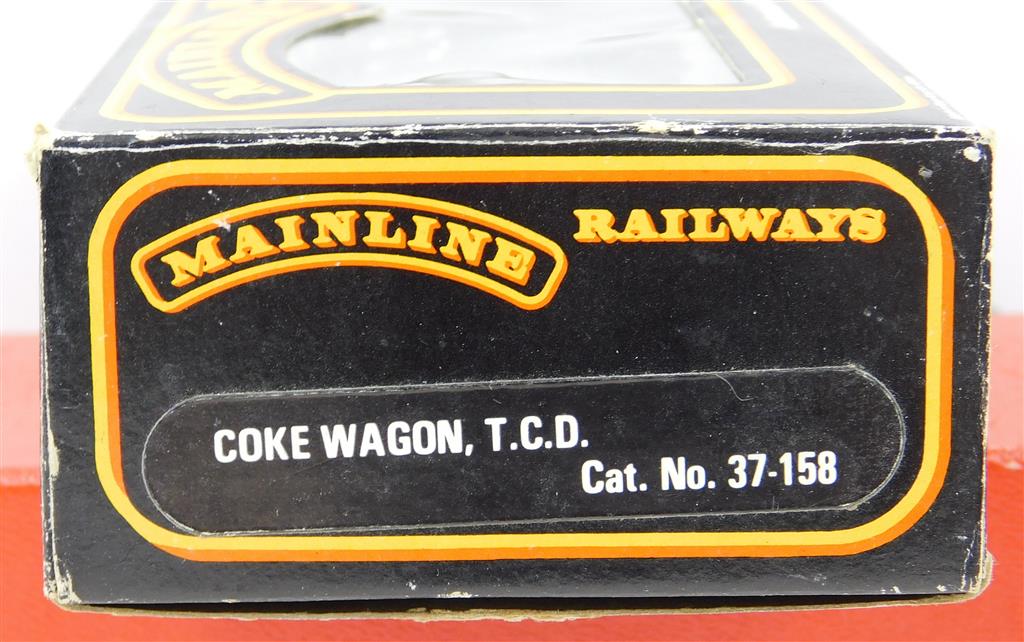 MAINLINE RAILWAYS
COKE WAGON, T.C.D.
Cat. No. 37-158